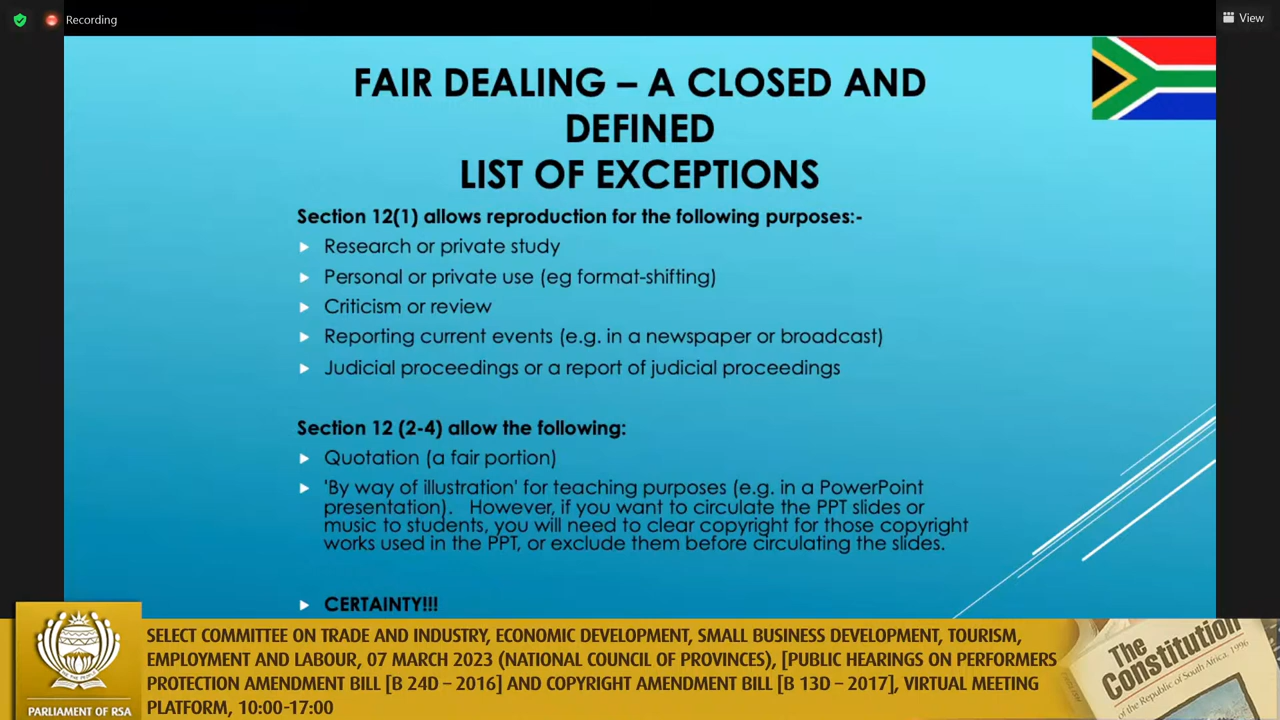 Recording
View
FAIR DEALING – A CLOSED AND
DEFINED
LIST OF EXCEPTIONS
Section 12(1) allows reproduction for the following purposes:-
Research or private study
Personal or private use (eg format-shifting)
Criticism or review
Reporting current events (e.g. in a newspaper or broadcast)
Judicial proceedings or a report of judicial proceedings
Section 12 (2-4) allow the following:
Quotation (a fair portion)
'By way of illustration' for teaching purposes (e.g. in a PowerPoint
presentation). However, if you want to circulate the PPT slides or
music to students, you will need to clear copyright for those copyright
works used in the PPT, or exclude them before circulating the slides.
CERTAINTY!!!
SELECT COMMITTEE ON TRADE AND INDUSTRY, ECONOMIC DEVELOPMENT, SMALL BUSINESS DEVELOPMENT, TOURISM,
EMPLOYMENT AND LABOUR, 07 MARCH 2023 (NATIONAL COUNCIL OF PROVINCES), [PUBLIC HEARINGS ON PERFORMERS
PROTECTION AMENDMENT BILL [B 24D – 2016] AND COPYRIGHT AMENDMENT BILL [B 13D – 2017], VIRTUAL MEETING
PLATFORM, 10:00-17:00
PARLIAMENT OF RSA
The
Constitution
of the Republic of South Africa, 1996